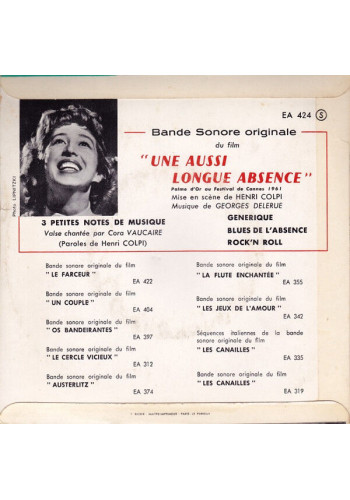 EA 424 S
Bande Sonore originale
du film
" UNE AUSSI
LONGUE ABSENCE "
Palme d'Or au Festival de Cannes 1961
Mise en scène de HENRI COLPI
Musique de GEORGES DELERUE
Photo LIPNITZKI
3 PETITES NOTES DE MUSIQUE
Valse chantée par Cora VAUCAIRE
(Paroles de Henri COLPI)
GENERIQUE
BLUES DE L'ABSENCE
ROCK'N ROLL
Bande sonore originale du film
" LE FARCEUR "
EA 422
Bande sonore originale du film
" UN COUPLE "
EA 404
Bande sonore originale du film
" OS BANDEIRANTES "
EA 397
Bande sonore originale du film
" LE CERCLE VICIEUX "
EA 312
Bande sonore originale du film
" AUSTERLITZ "
EA 374
Bande sonore originale du film
" LA FLUTE ENCHANTÉE "
EA 355
Bande sonore originale du film
" LES JEUX DE L'AMOUR "
EA 342
Séquences italiennes de la bande
sonore originale du film
" LES CANAILLES "
EA 335
Bande sonore originale du film
" LES CANAILLES "
EA 319